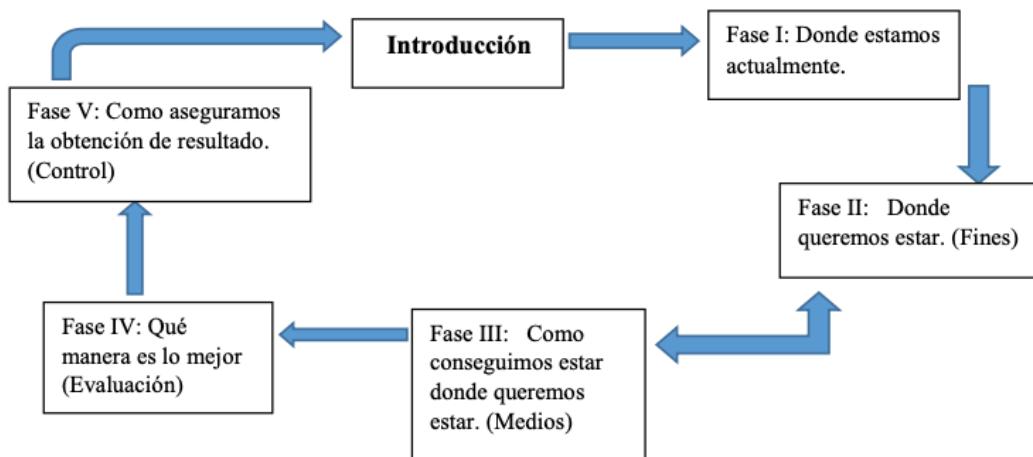 Introducción
Fase I: Donde estamos
actualmente.
Fase II: Donde
queremos estar. (Fines)
Fase III: Como
conseguimos estar
donde queremos
estar. (Medios)
Fase IV: Qué
manera es lo mejor
(Evaluación)
Fase V: Como aseguramos
la obtención de resultado.
(Control)